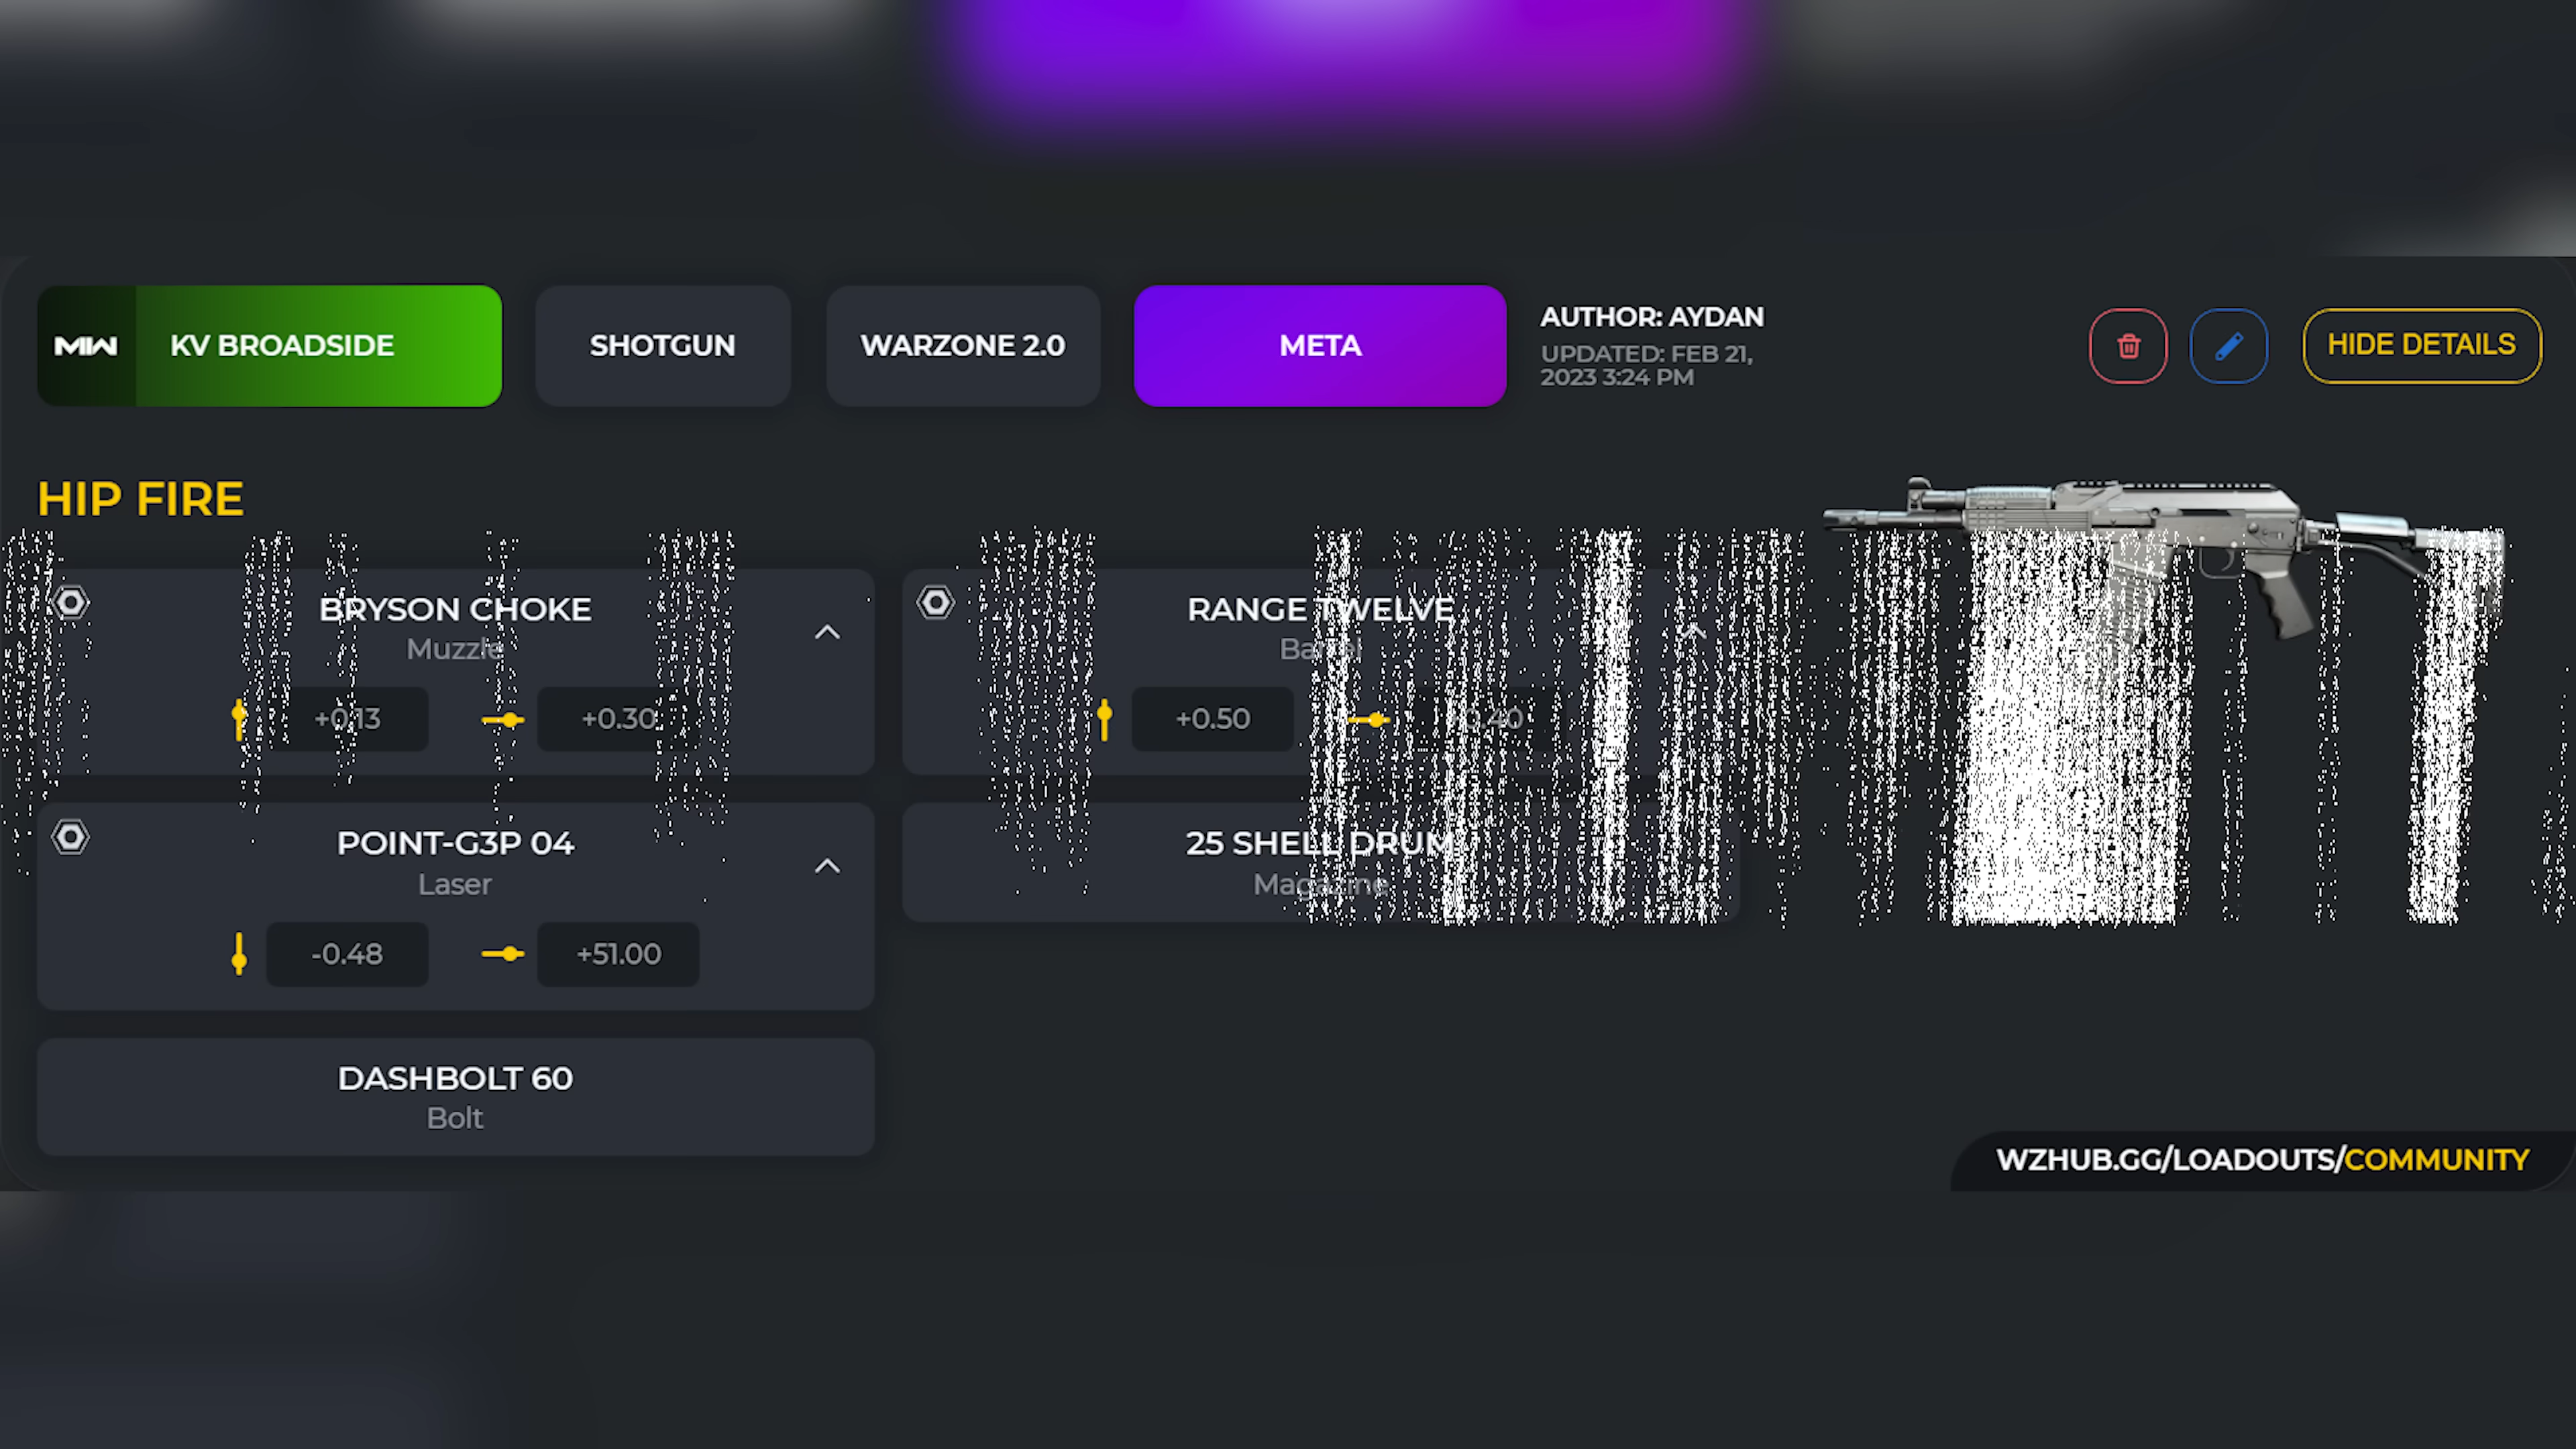 MW KV BROADSIDE
SHOTGUN
WARZONE 2.0
META
AUTHOR: AYDAN
UPDATED: FEB 21,
2023 3:24 PM
HIDE DETAILS
HIP FIRE
BRYSON CHOKE
Muzzle
+0.13 +0.30
RANGE TWELVE
Barrel
+0.50
POINT-G3P 04
Laser
-0.48 +51.00
25 SHELL DRUM
Magazine
DASHBOLT 60
Bolt
WZHUB.GG/LOADOUTS/COMMUNITY